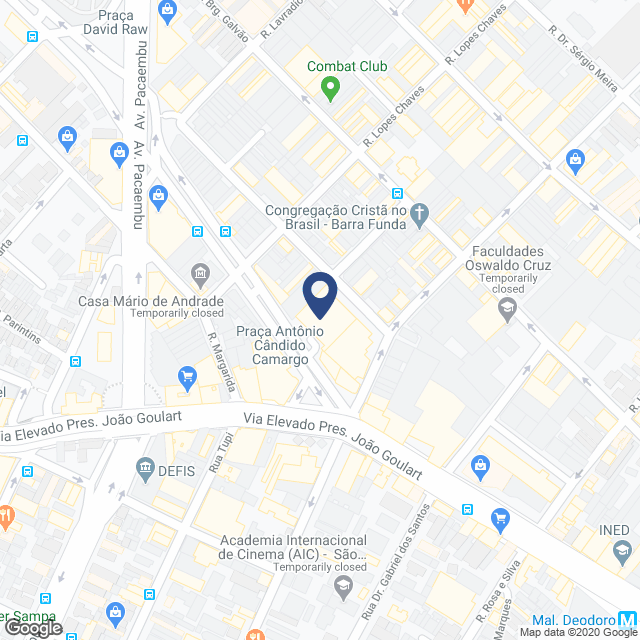 Praça
David Raw
Brg. Galvão
R. Lavradio
R. Lopes Chaves
R. Dr. Sérgio Meira
Av. Pacaembu
Av. Pacaembu
Combat Club
R. Lopes Chaves
Congregação Cristã no
Brasil - Barra Funda
Faculdades
Oswaldo Cruz
Temporarily
closed
Casa Mário de Andrade
Temporarily closed
Parintins
Praça Antônio
Cândido
Camargo
R. Margarida
Via Elevado Pres. João Goulart
Via Elevado Pres. João Goulart
Rua Tupi
DEFIS
Academia Internacional
de Cinema (AIC) - São...
Temporarily closed
Rua Dr. Gabriel dos Santos
INED
R. Rosa e Silva
Marques
er Sampa
Mal. Deodoro
M
Google
Map data ©2020 Google